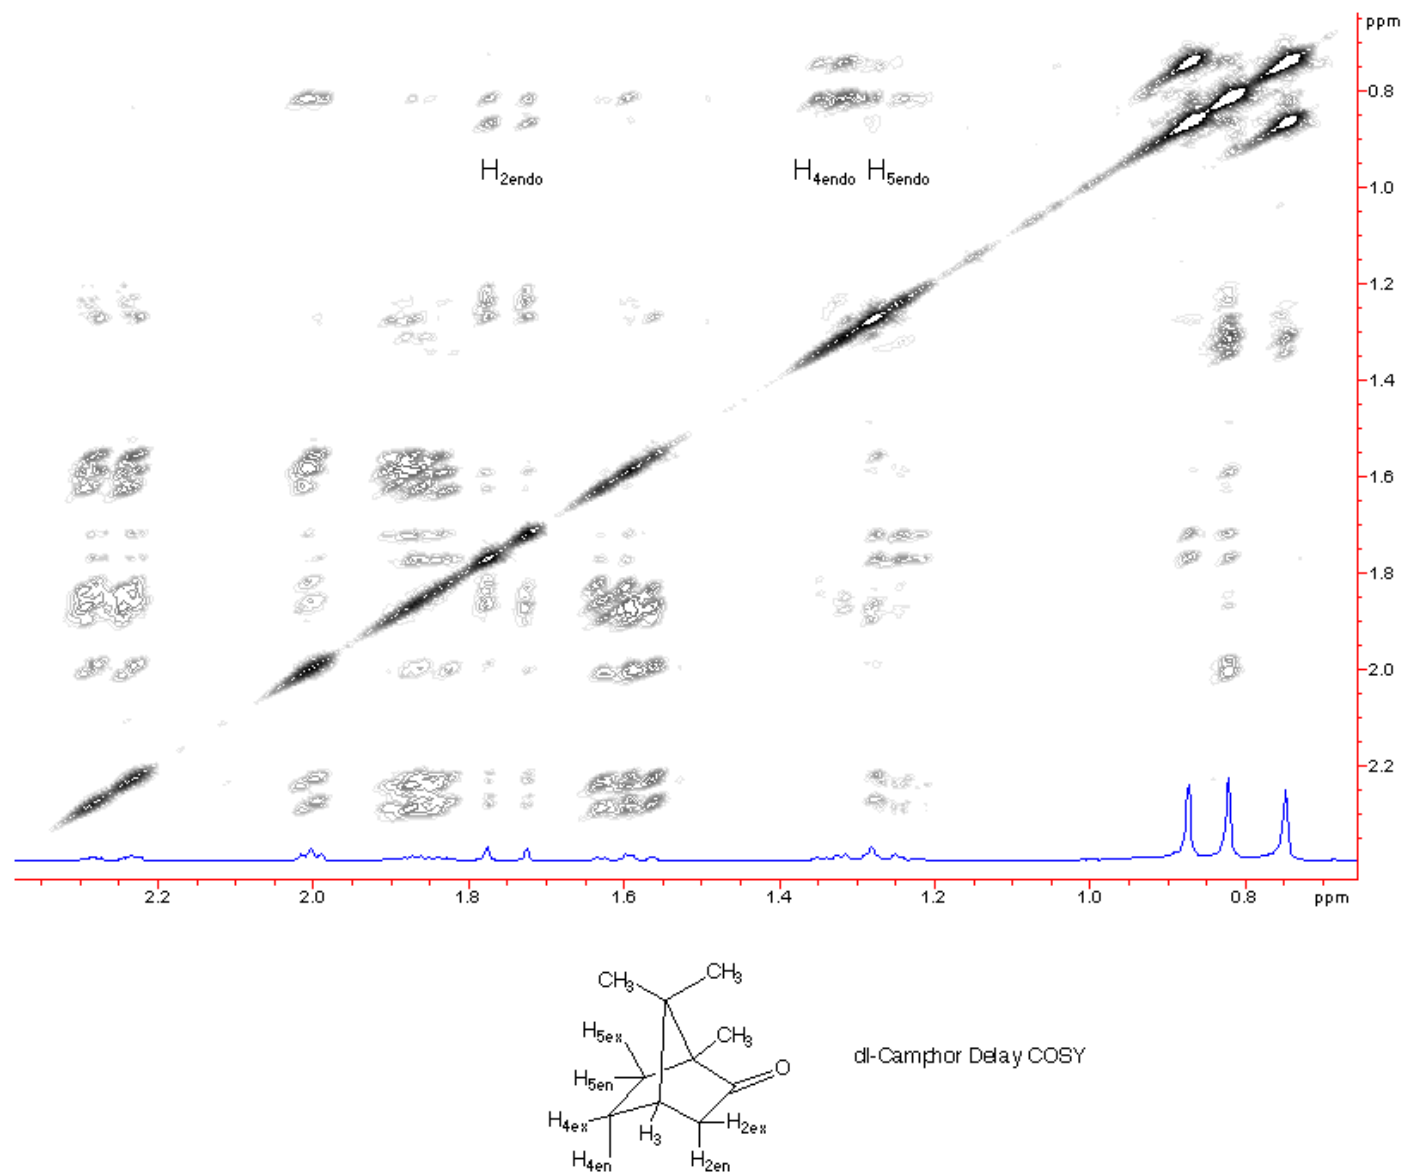 ppm
0.8
H2endo H4endo H5endo
1.0
1.2
1.4
1.6
1.8
2.0
2.2
2.2 2.0 1.8 1.6 1.4 1.2 1.0 0.8 ppm
CH3 CH3
H5ex CH3
H5en O
H4ex H3 H2ex
H4en H2en
dl-Camphor Delay COSY